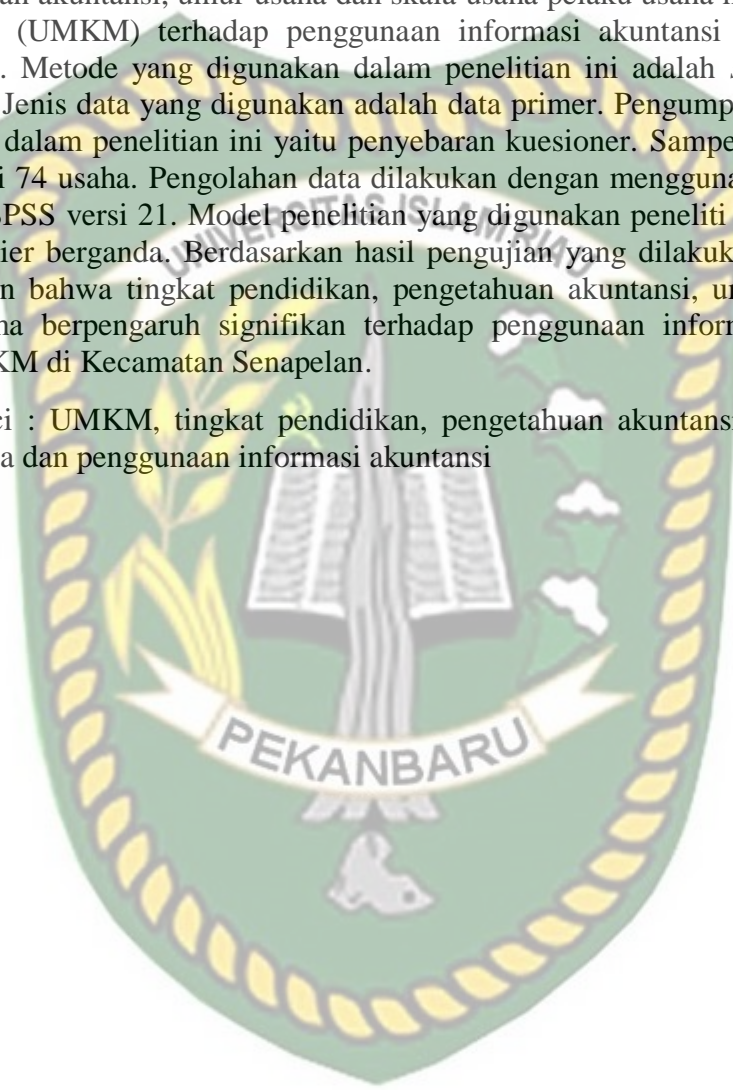 an akuntansi, umur usaha dan skala usaha pelaku usaha m
(UMKM) terhadap penggunaan informasi akuntansi
. Metode yang digunakan dalam penelitian ini adalah
Jenis data yang digunakan adalah data primer. Pengump
dalam penelitian ini yaitu penyebaran kuesioner. Sampe
i 74 usaha. Pengolahan data dilakukan dengan mengguna
SPSS versi 21. Model penelitian yang digunakan peneliti
ier berganda. Berdasarkan hasil pengujian yang dilakuk
n bahwa tingkat pendidikan, pengetahuan akuntansi, u
na berpengaruh signifikan terhadap penggunaan infor
KM di Kecamatan Senapelan.
ci : UMKM, tingkat pendidikan, pengetahuan akuntansi
a dan penggunaan informasi akuntansi
UNIVERSITAS ISLAM RIAU
PEKANBARU